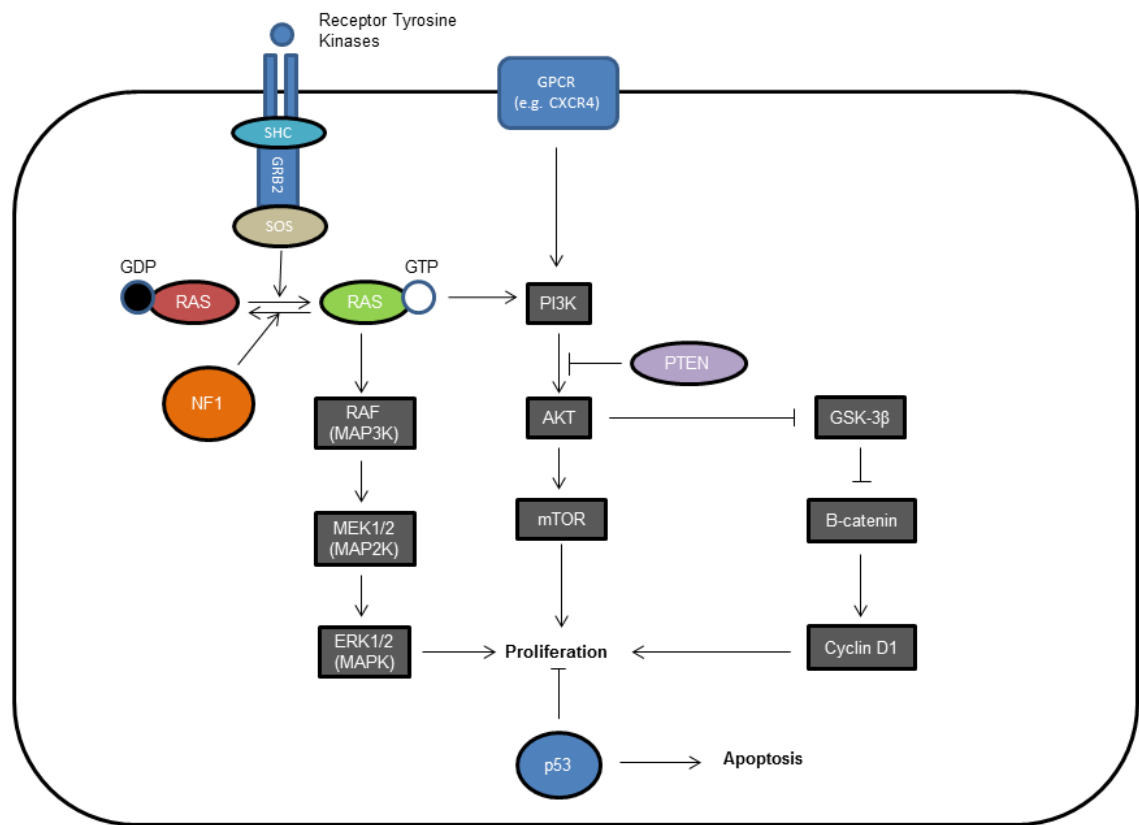 Receptor Tyrosine
Kinases
GPCR
(e.g. CXCR4)
SHC
GRB2
SOS
GDP
GTP
RAS
RAS
PI3K
PTEN
NF1
RAF
(MAP3K)
AKT
GSK-3β
MEK1/2
(MAP2K)
mTOR
B-catenin
ERK1/2
(MAPK)
Proliferation
Cyclin D1
p53
Apoptosis